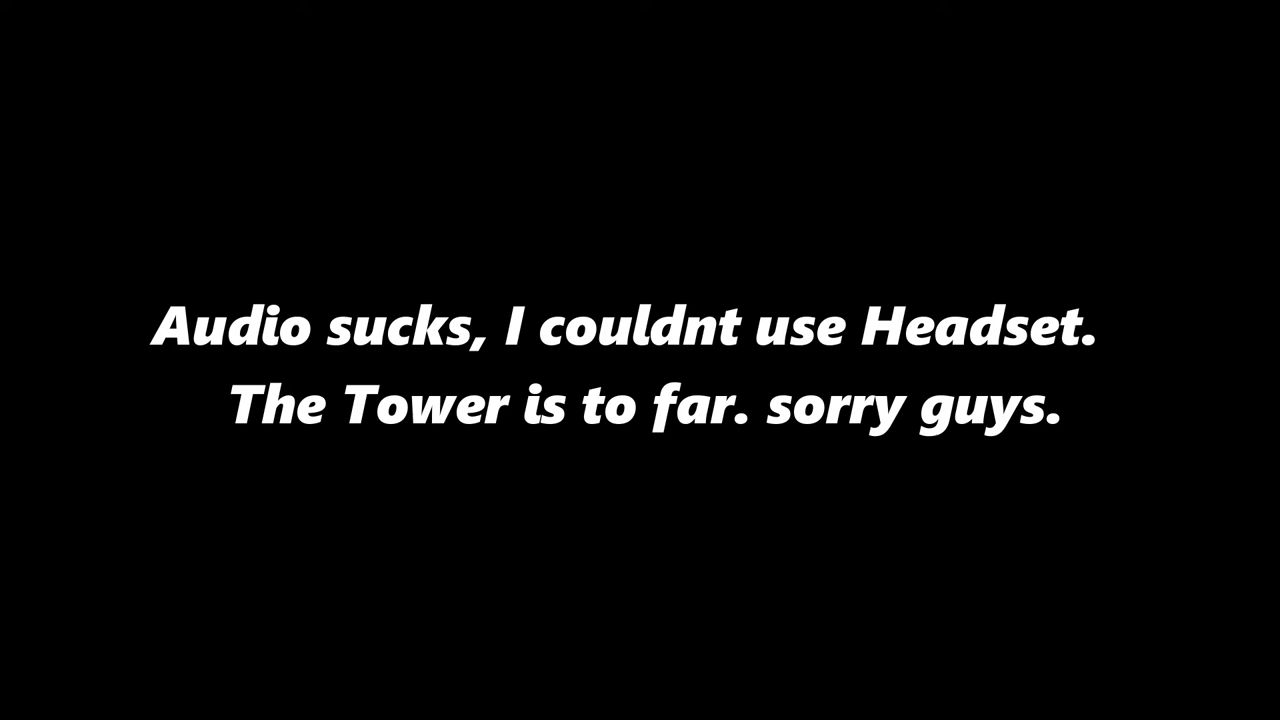 Audio sucks, I couldnt use Headset.
The Tower is to far. sorry guys.